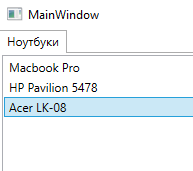 MainWindow
Ноутбуки
Macbook Pro
HP Pavilion 5478
Acer LK-08